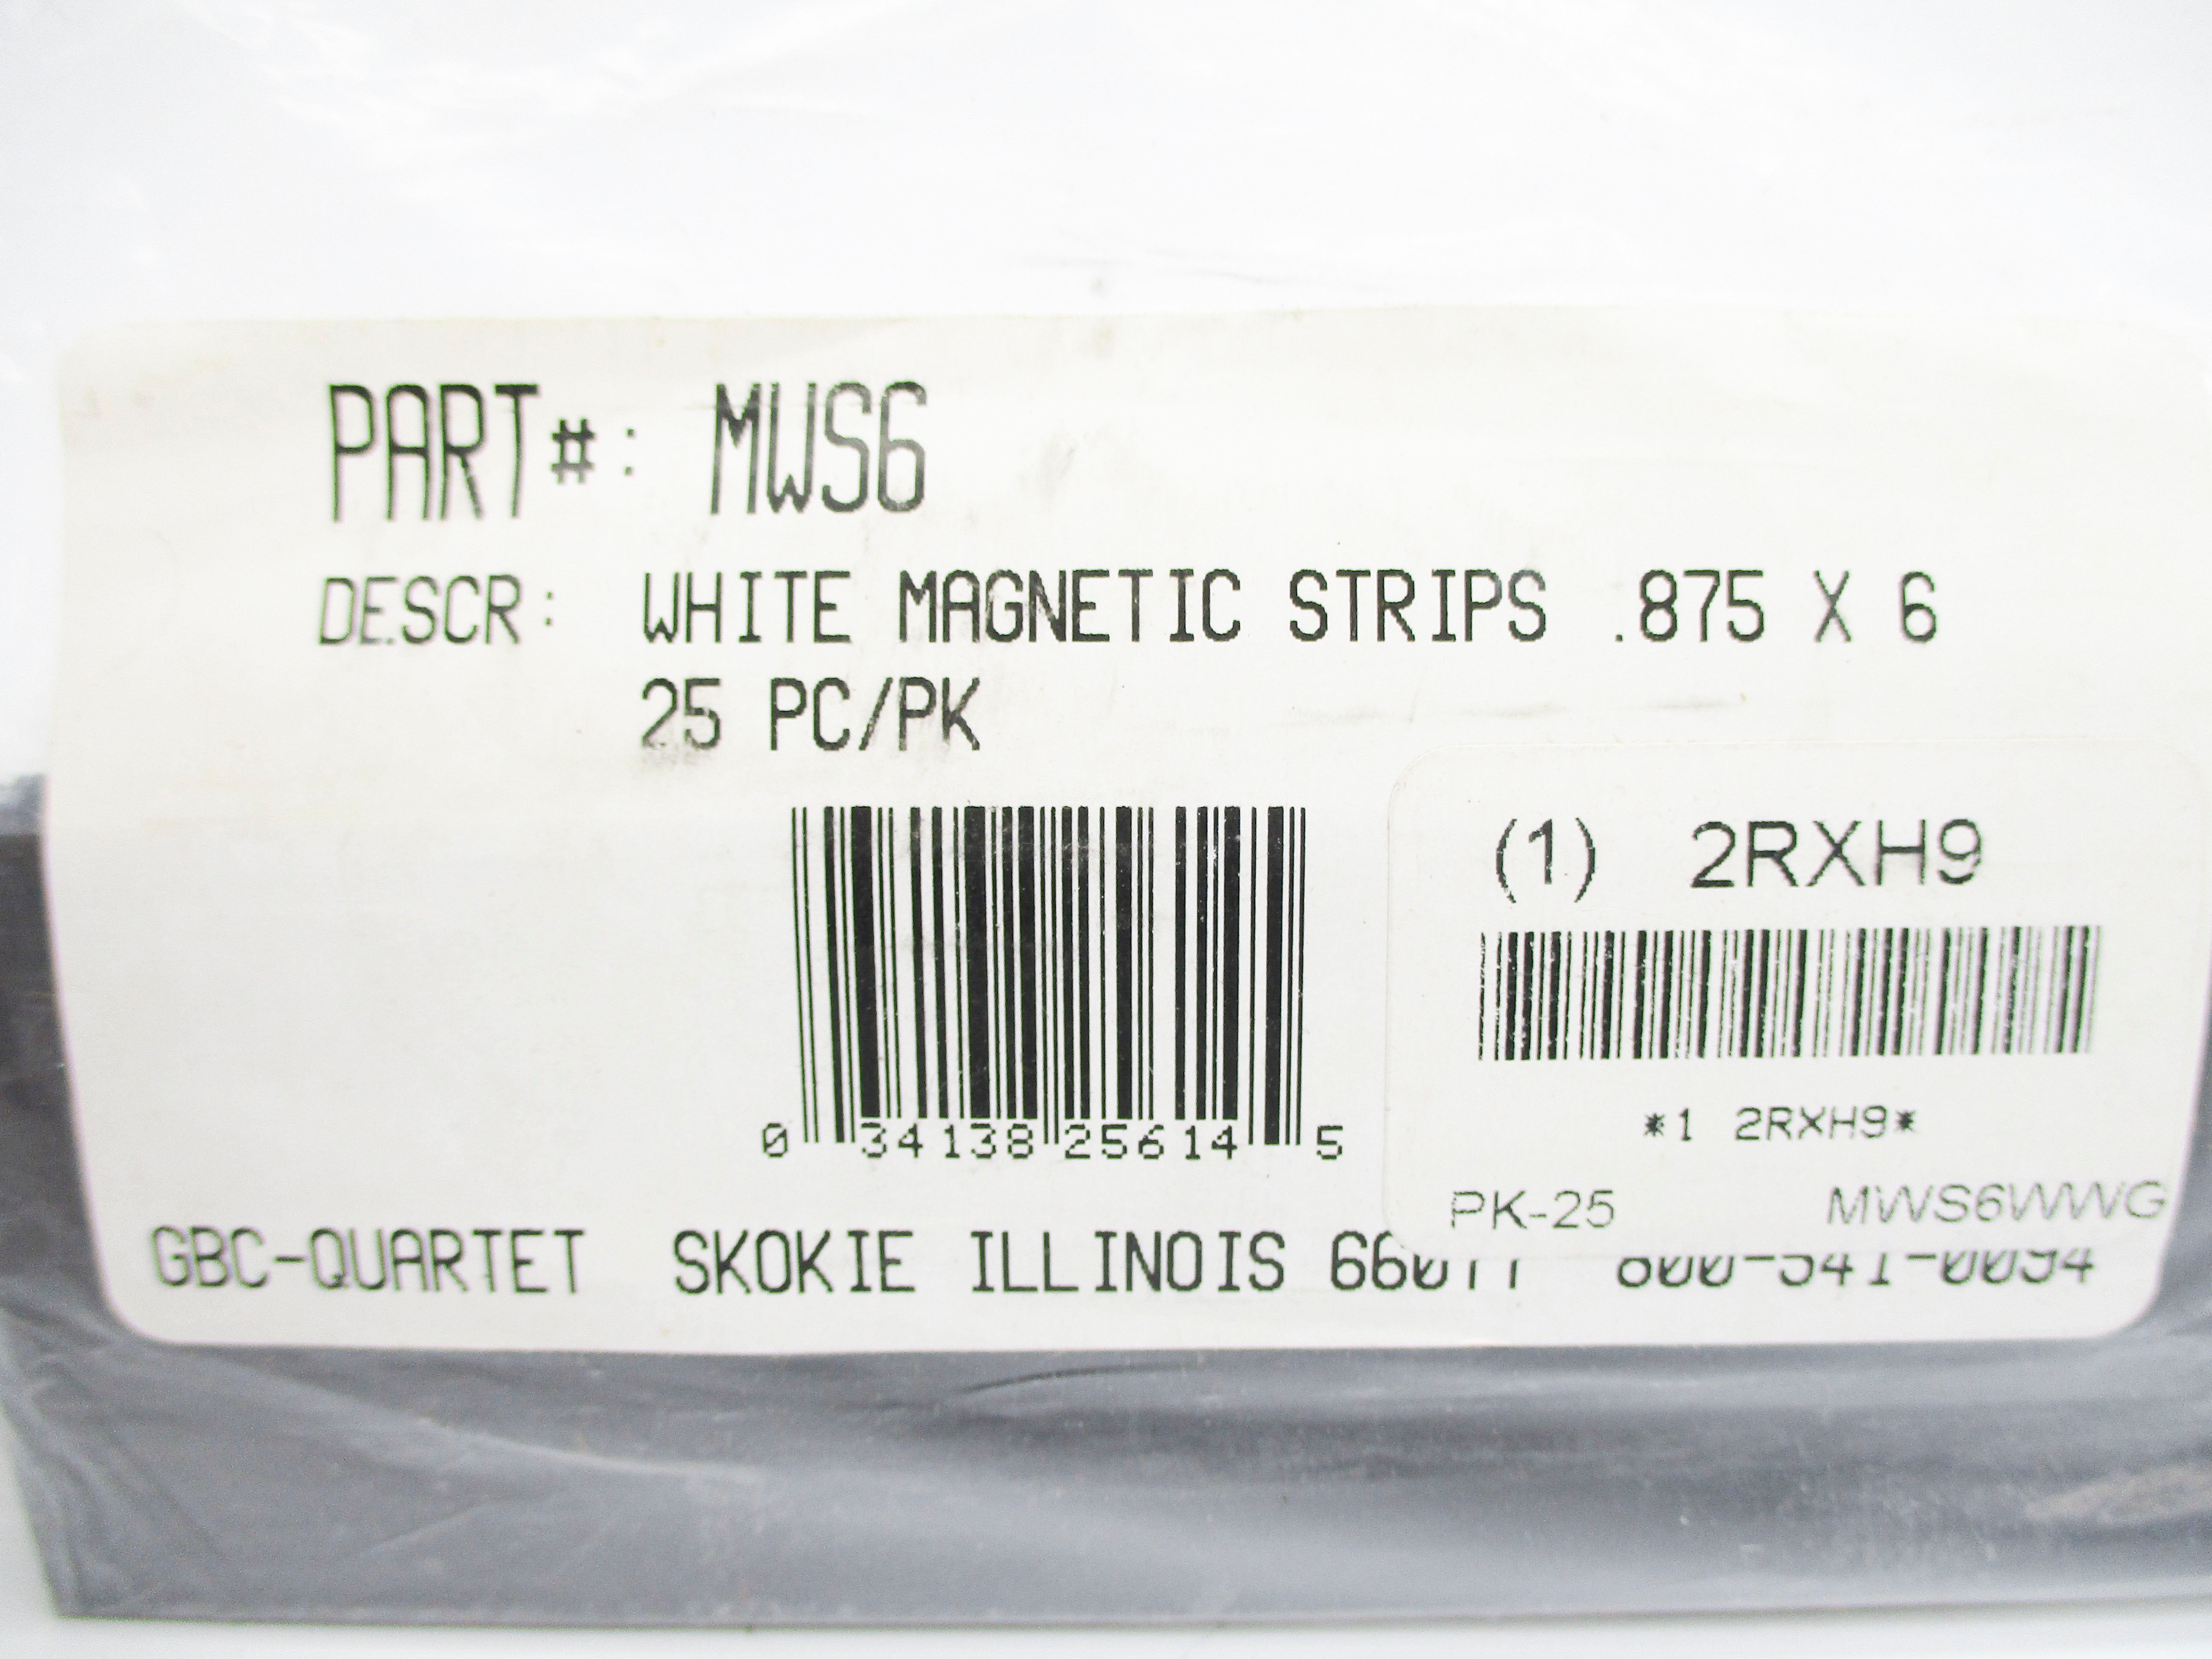 PART#: MWS6
DESCR: WHITE MAGNETIC STRIPS .875 X 6
25 PC/PK
0 34138 25614 5
(1) 2RXH9
*1 2RXH9*
PK-25 MWS6WWG
GBC-QUARTET SKOKIE ILLINOIS